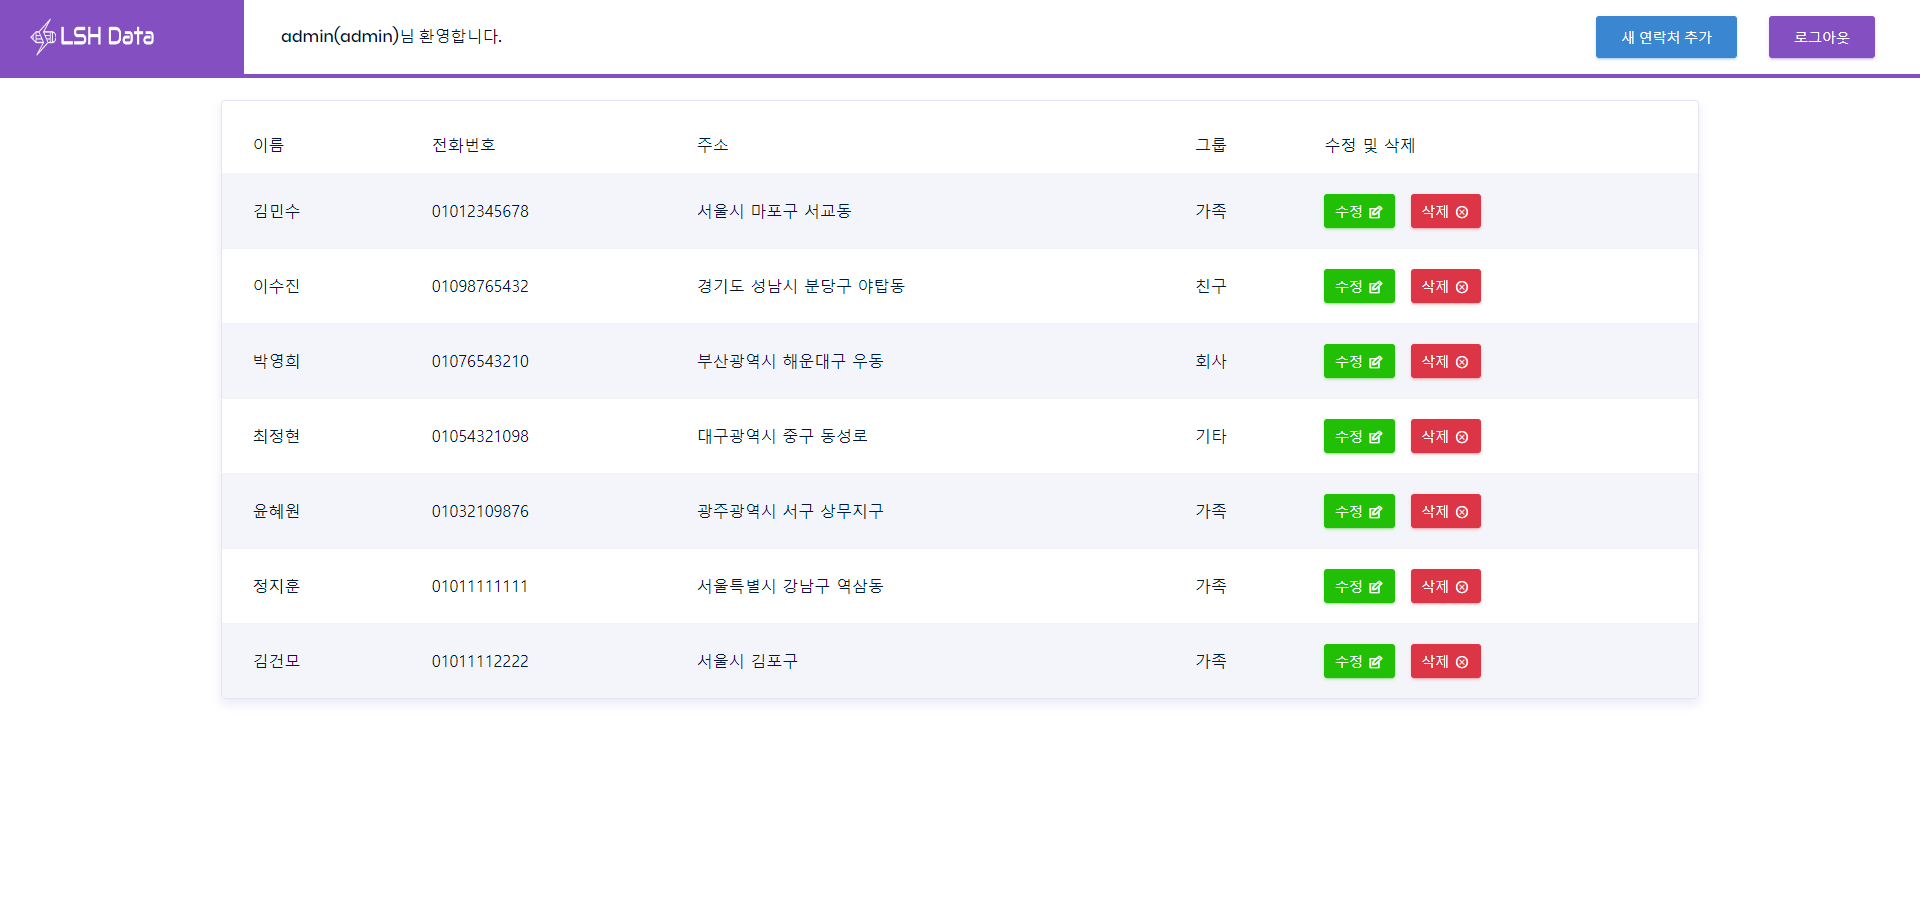 LSH Data
admin(admin)님 환영합니다.
새 연락처 추가
로그아웃
이름 전화번호 주소 그룹 수정 및 삭제
김민수 01012345678 서울시 마포구 서교동 가족 수정 삭제
이수진 01098765432 경기도 성남시 분당구 야탑동 친구 수정 삭제
박영희 01076543210 부산광역시 해운대구 우동 회사 수정 삭제
최정현 01054321098 대구광역시 중구 동성로 기타 수정 삭제
윤혜원 01032109876 광주광역시 서구 상무지구 가족 수정 삭제
정지훈 01011111111 서울특별시 강남구 역삼동 가족 수정 삭제
김건모 01011112222 서울시 김포구 가족 수정 삭제